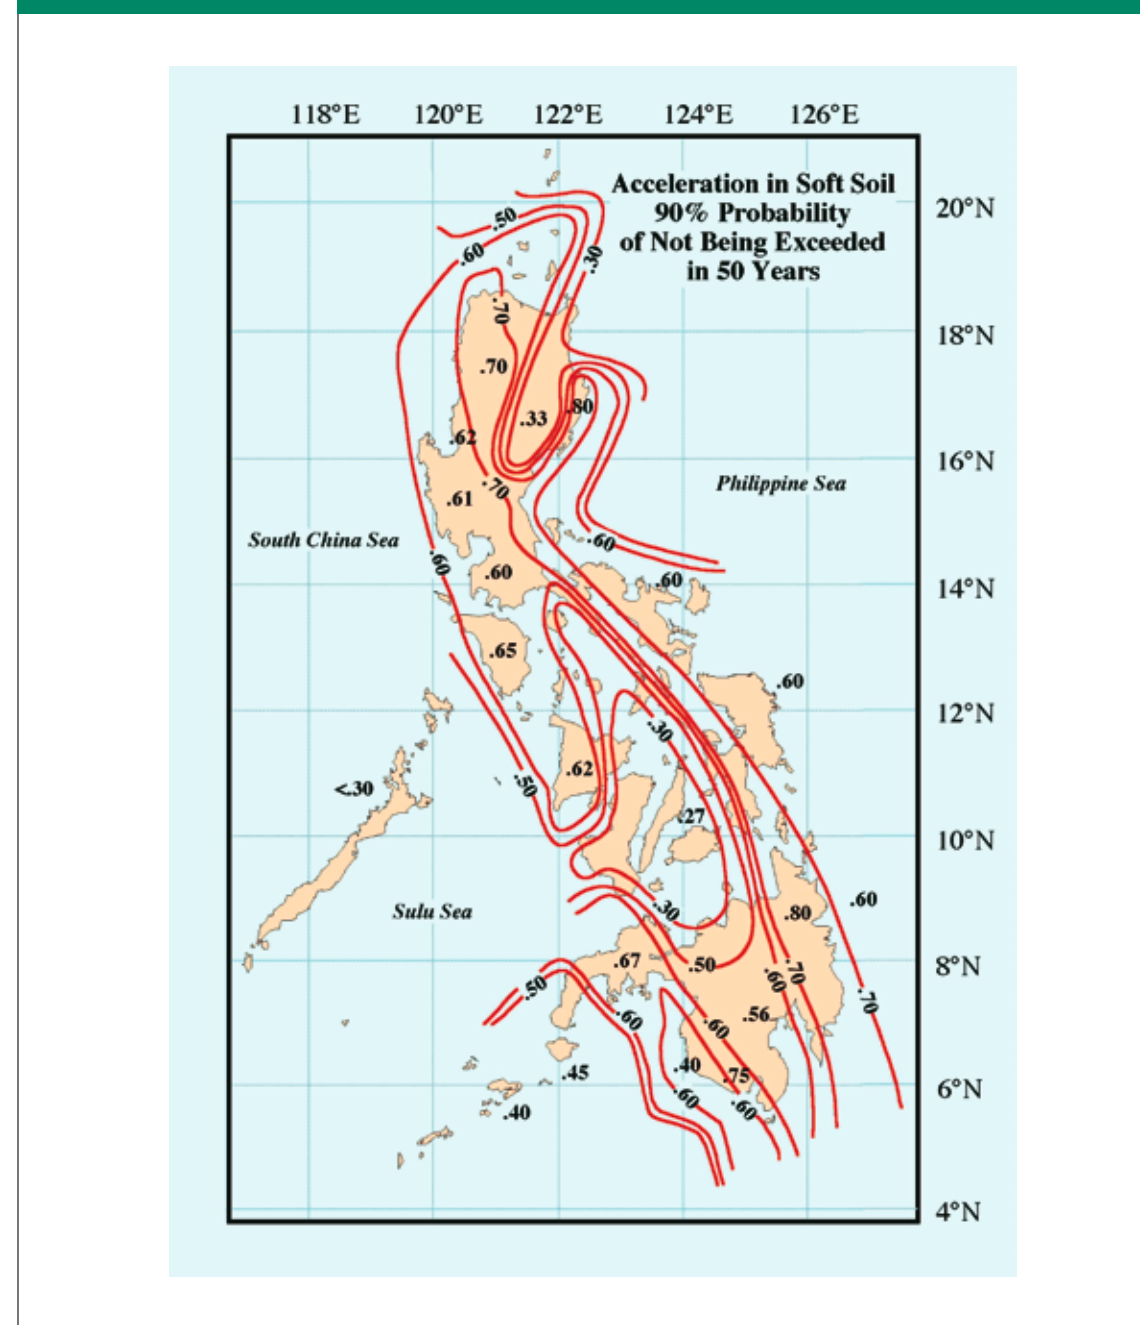 118°E 120°E 122°E 124°E 126°E
Acceleration in Soft Soil
90% Probability
of Not Being Exceeded
in 50 Years
20°N
.50
.60
.30
.70
18°N
.70
.80
.33
.62
16°N
.70
Philippine Sea
.61
South China Sea
.60
.60
.60
.60
14°N
.65
.60
12°N
.30
.62
.50
<.30
.27
10°N
.60
Sulu Sea
.30
.80
.67
.50
8°N
.60
.70
.50
.70
.60
.60
.56
.40
.45
.75
6°N
.60
.60
.40
4°N